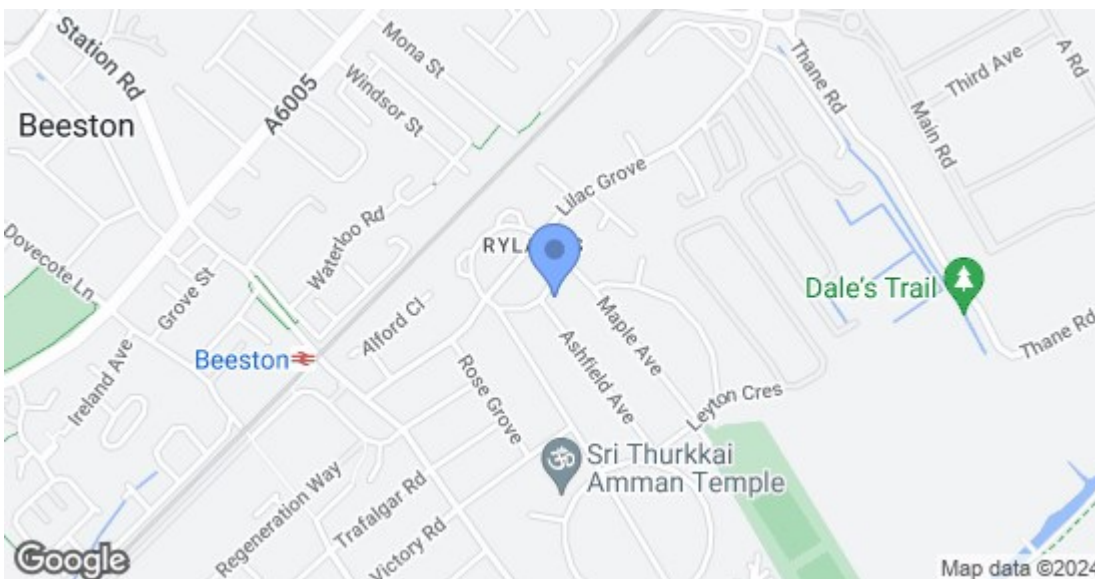 Station Rd
Beeston
A6005
Mona St
Windsor St
Thane Rd
Third Ave
A Rd
Main Rd
Lilac Grove
Waterloo Rd
Dovecote Ln
Grove St
Alford Cl
Beeston
Ireland Ave
Maple Ave
Ashfield Ave
Rose Grove
Leyton Cres
Dale's Trail
Thane Rd
Sri Thurkkai
Amman Temple
Regeneration Way
Trafalgar Rd
Victory Rd
Google
Map data ©2024